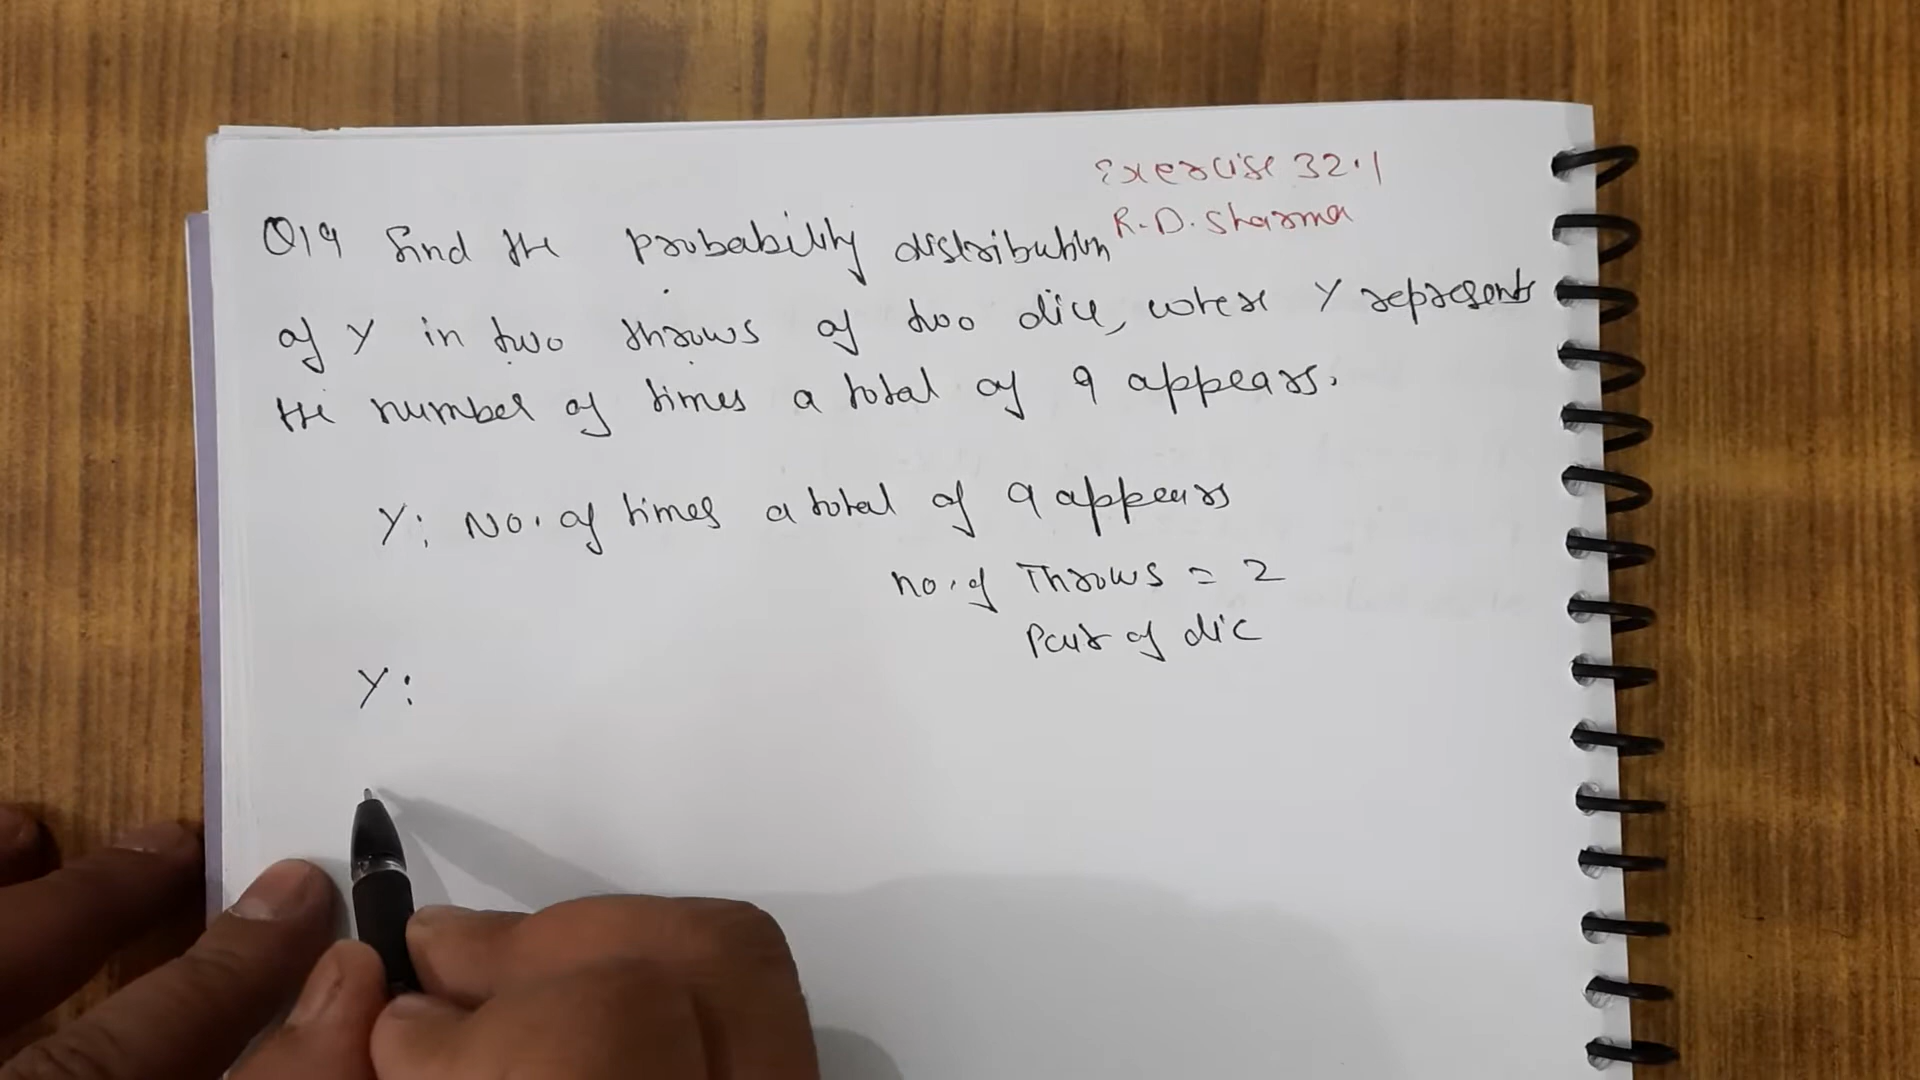 Exercise 32.1
R.D. Sharma
Q19 Find the probability distribution
of Y in two throws of two dice, where Y represents
the number of times a total of 9 appears.
Y: No. of times a total of 9 appears
no. of Throws = 2
Pair of dic
Y: